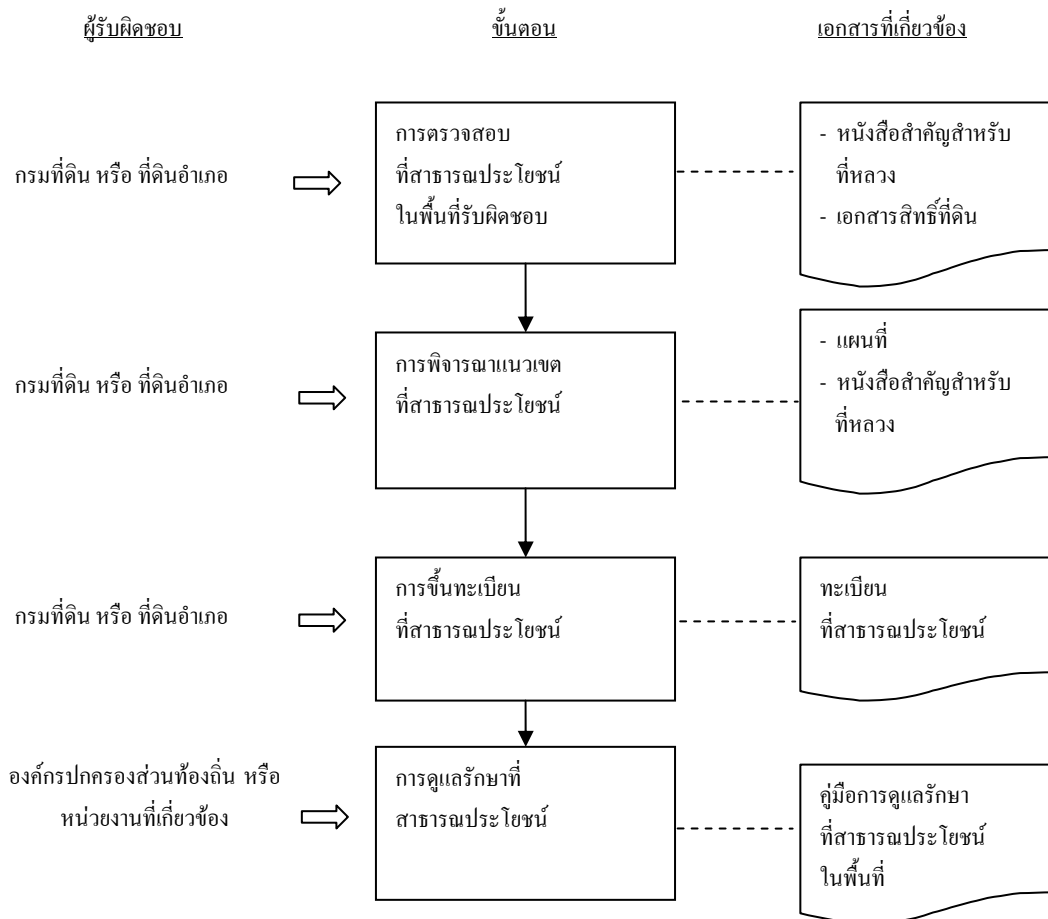 ผู้รับผิดชอบ
ขั้นตอน
เอกสารที่เกี่ยวข้อง
กรมที่ดิน หรือ ที่ดินอำเภอ
การตรวจสอบ
ที่สาธารณประโยชน์
ในพื้นที่รับผิดชอบ
- หนังสือสำคัญสำหรับ
ที่หลวง
- เอกสารสิทธิ์ที่ดิน
กรมที่ดิน หรือ ที่ดินอำเภอ
การพิจารณาแนวเขต
ที่สาธารณประโยชน์
- แผนที่
- หนังสือสำคัญสำหรับ
ที่หลวง
กรมที่ดิน หรือ ที่ดินอำเภอ
การขึ้นทะเบียน
ที่สาธารณประโยชน์
ทะเบียน
ที่สาธารณประโยชน์
องค์กรปกครองส่วนท้องถิ่น หรือ
หน่วยงานที่เกี่ยวข้อง
การดูแลรักษาที่
สาธารณประโยชน์
คู่มือการดูแลรักษา
ที่สาธารณประโยชน์
ในพื้นที่